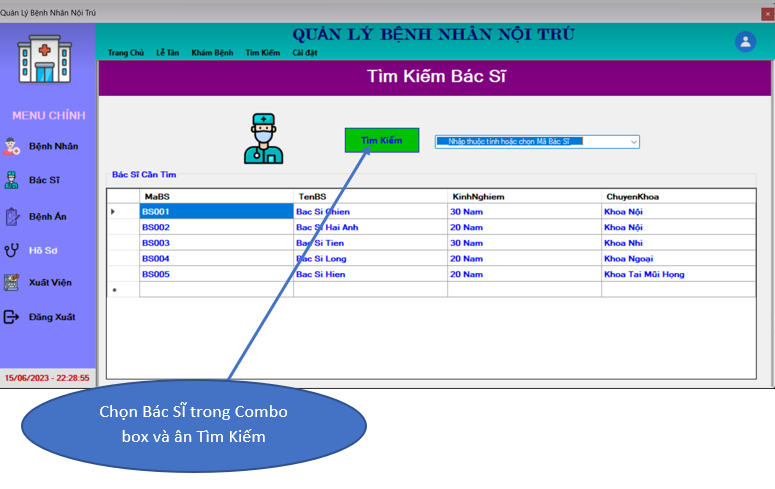 Quản Lý Bệnh Nhân Nội Trú
QUẢN LÝ BỆNH NHÂN NỘI TRÚ
Trang Chủ Lễ Tân Khám Bệnh Tìm Kiếm Cài đặt
Tìm Kiếm Bác Sĩ
MENU CHÍNH
Bệnh Nhân
Bác Sĩ
Bệnh Án
Hồ Sơ
Xuất Viện
Đăng Xuất
15/06/2023 - 22:28:55
Tìm Kiếm
Nhập thuộc tính hoặc chọn Mã Bác Sĩ
Bác Sĩ Cần Tìm
MaBS TenBS KinhNghiem ChuyenKhoa
BS001 Bac Si Chien 30 Nam Khoa Nội
BS002 Bac Si Hai Anh 20 Nam Khoa Nội
BS003 Bac Si Tien 30 Nam Khoa Nhi
BS004 Bac Si Long 20 Nam Khoa Ngoại
BS005 Bac Si Hien 20 Nam Khoa Tai Mũi Họng
Chọn Bác SĨ trong Combo
box và ân Tìm Kiếm